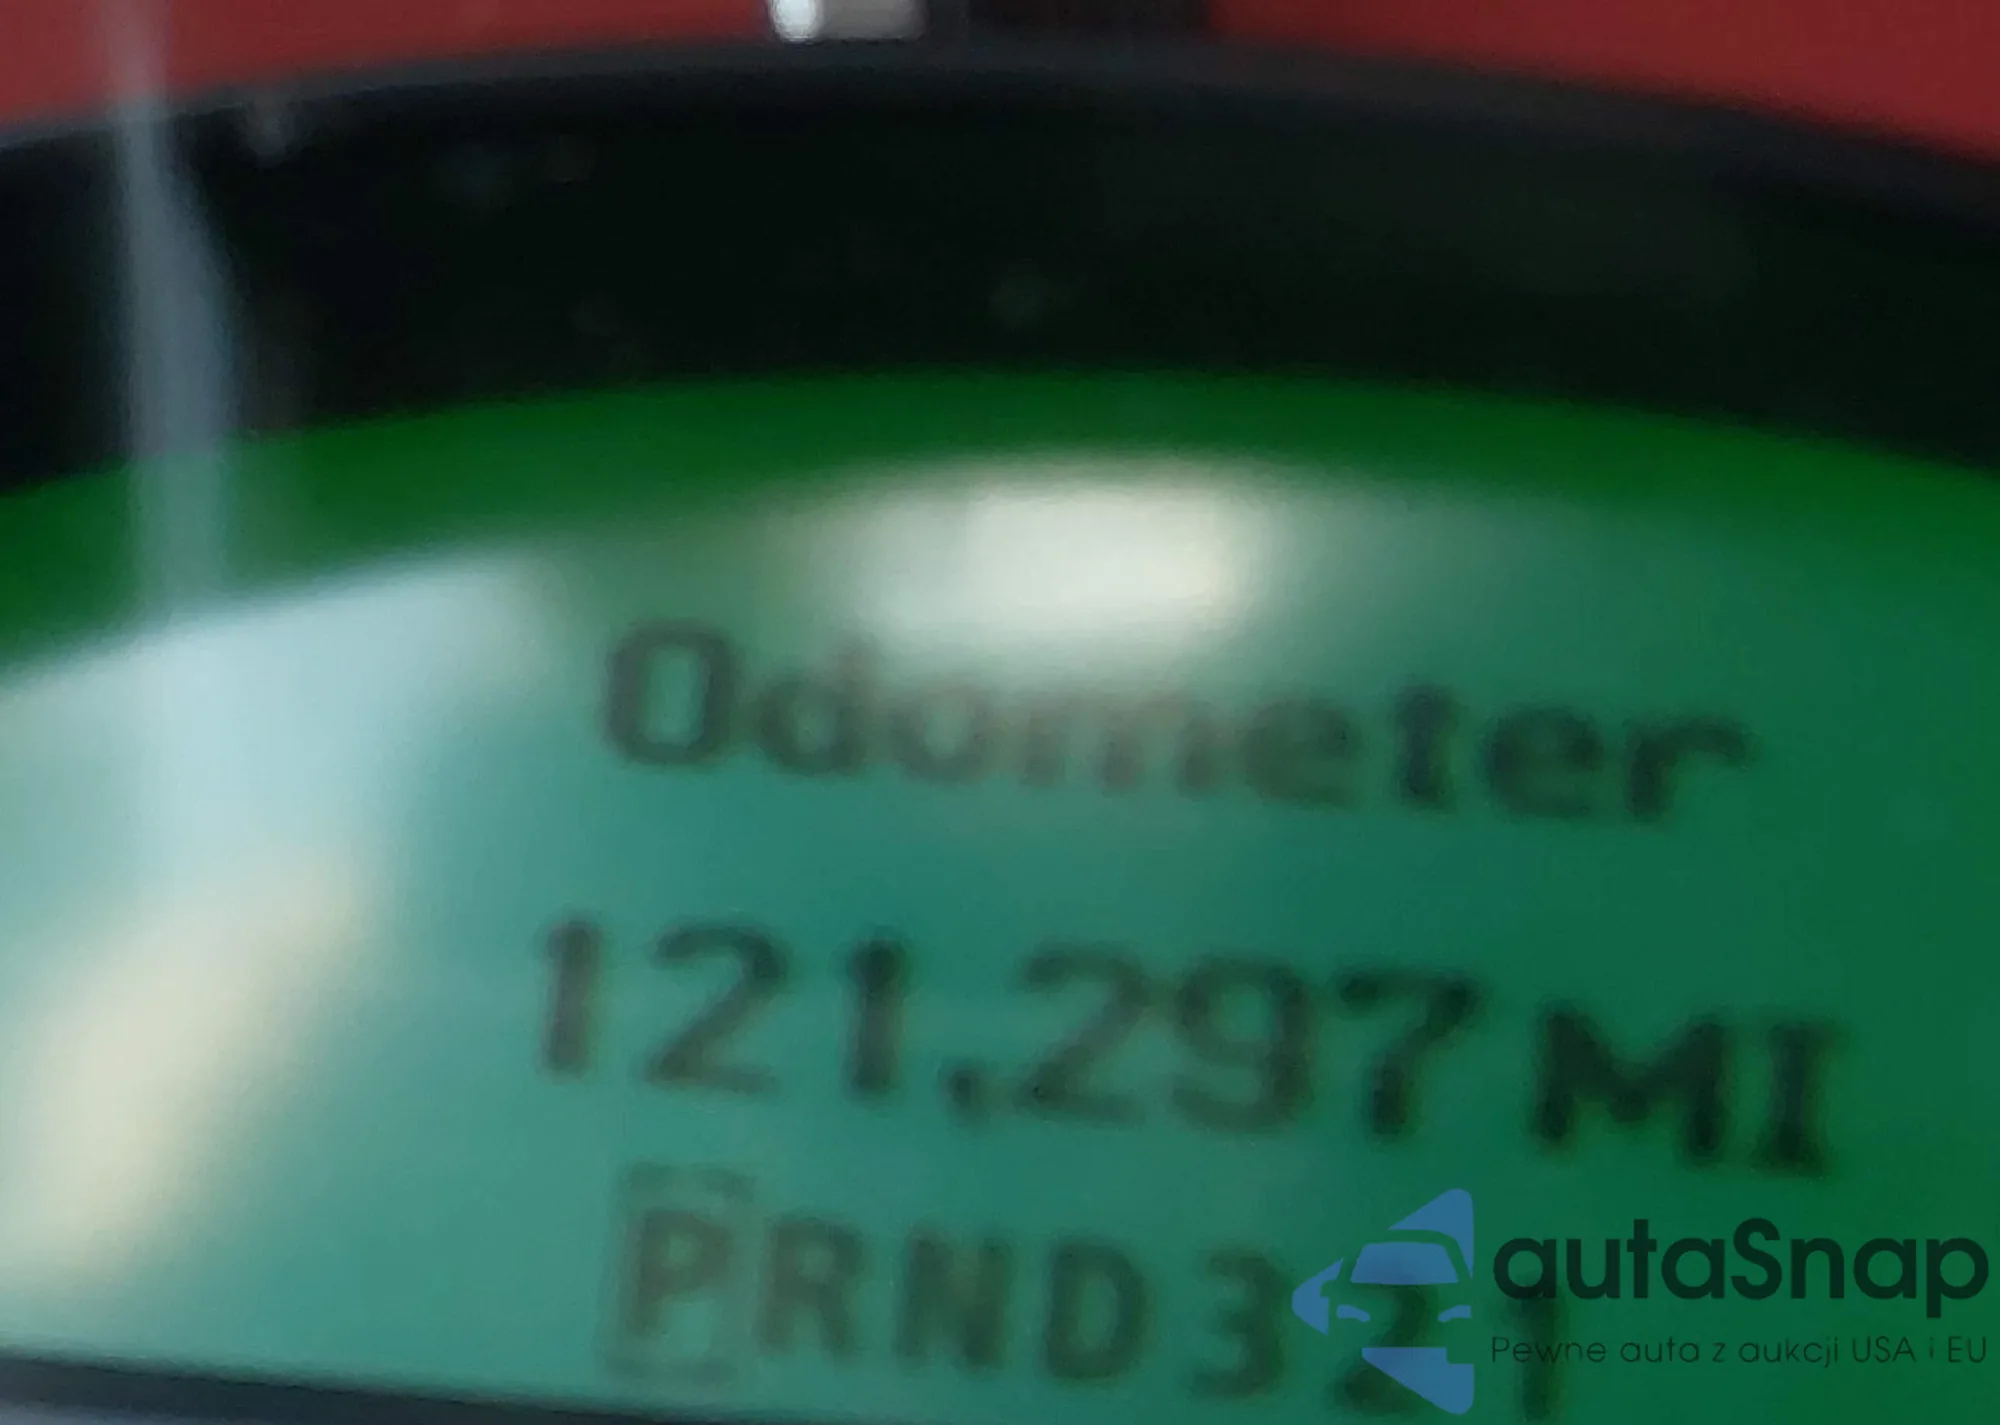 Odometer
121,297 MI
PRND321
autaSnap
Pewne auta z aukcji USA i EU